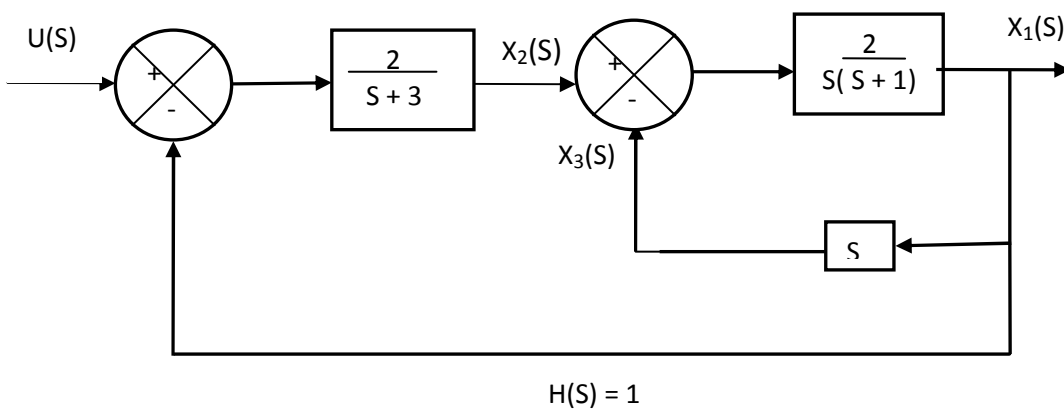 U(S)
+
-
2
S + 3
X₂(S)
+
-
X₃(S)
2
S( S + 1)
X₁(S)
S
H(S) = 1